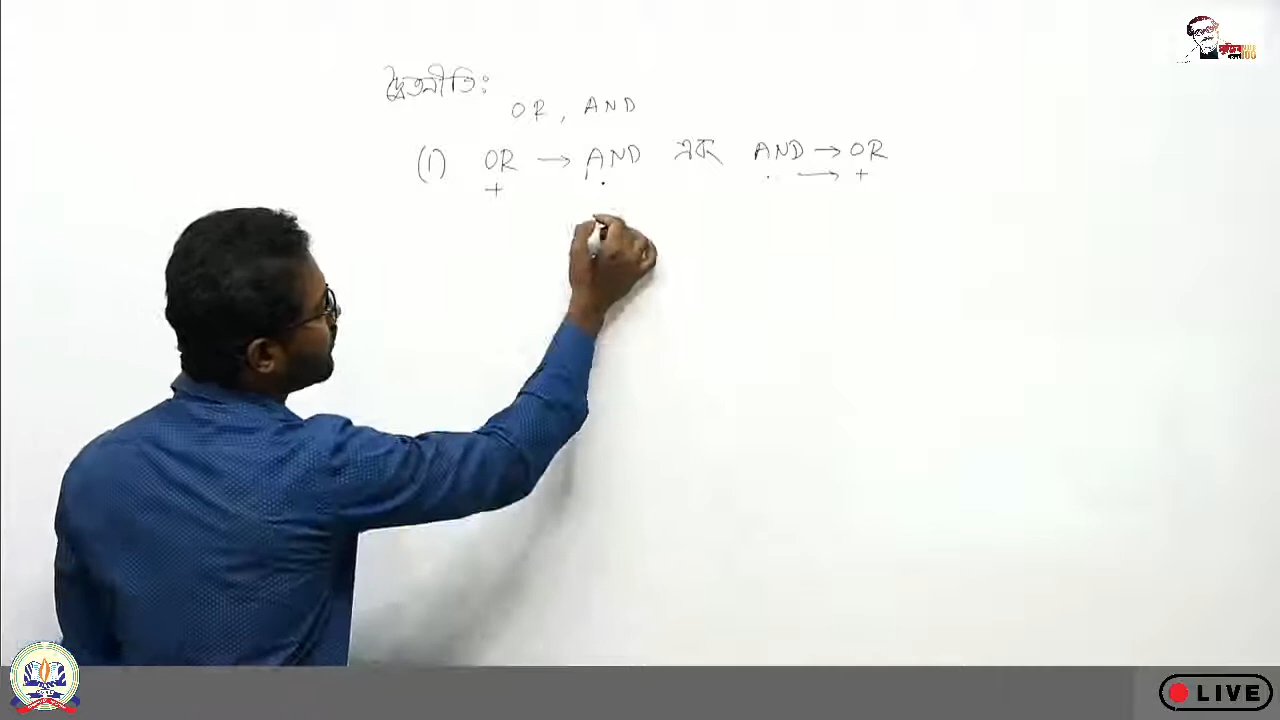 দ্বৈতনীতিঃ
OR, AND
(1) OR → AND এবং AND → OR
+ . . → +
LIVE